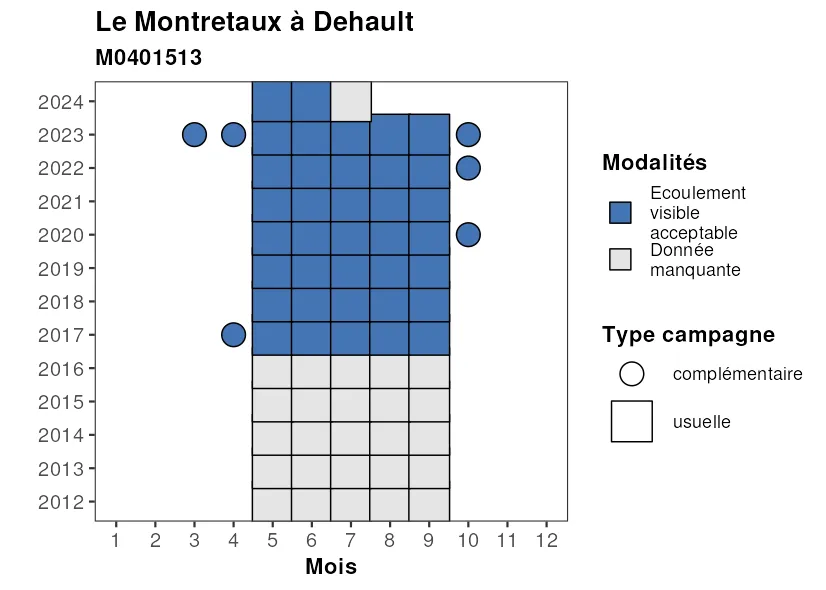 Le Montretaux à Dehault
M0401513
2024
2023
2022
2021
2020
2019
2018
2017
2016
2015
2014
2013
2012
1 2 3 4 5 6 7 8 9 10 11 12
Mois
Modalités
Ecoulement
visible
acceptable
Donnée
manquante
Type campagne
complémentaire
usuelle